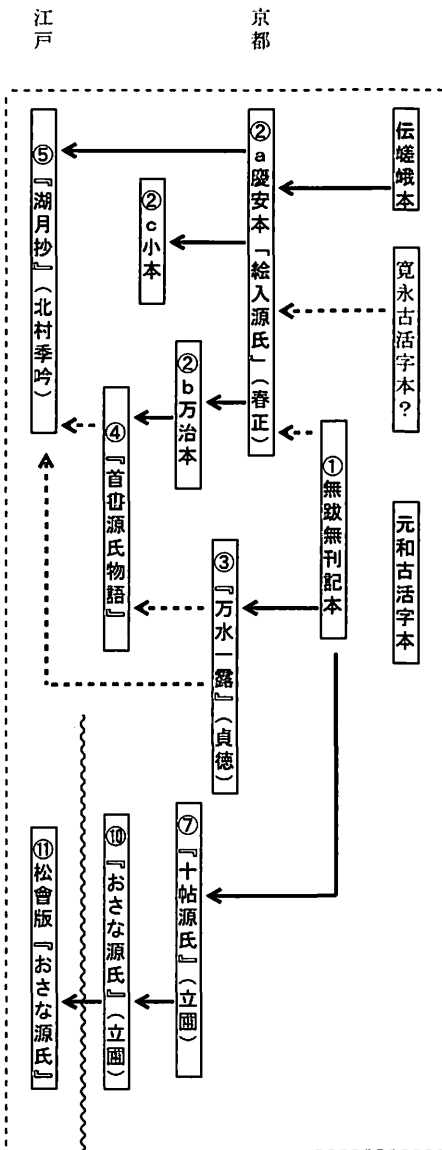 京都
江戸
伝嵯峨本
寛永古活字本?
元和古活字本
①無跋無刊記本
②a慶安本『絵入源氏』(春正)
②b万治本
②c小本
③『万水一露』(貞徳)
④『首書源氏物語』
⑤『湖月抄』(北村季吟)
⑦『十帖源氏』(立圃)
⑩『おさな源氏』(立圃)
⑪松會版『おさな源氏』